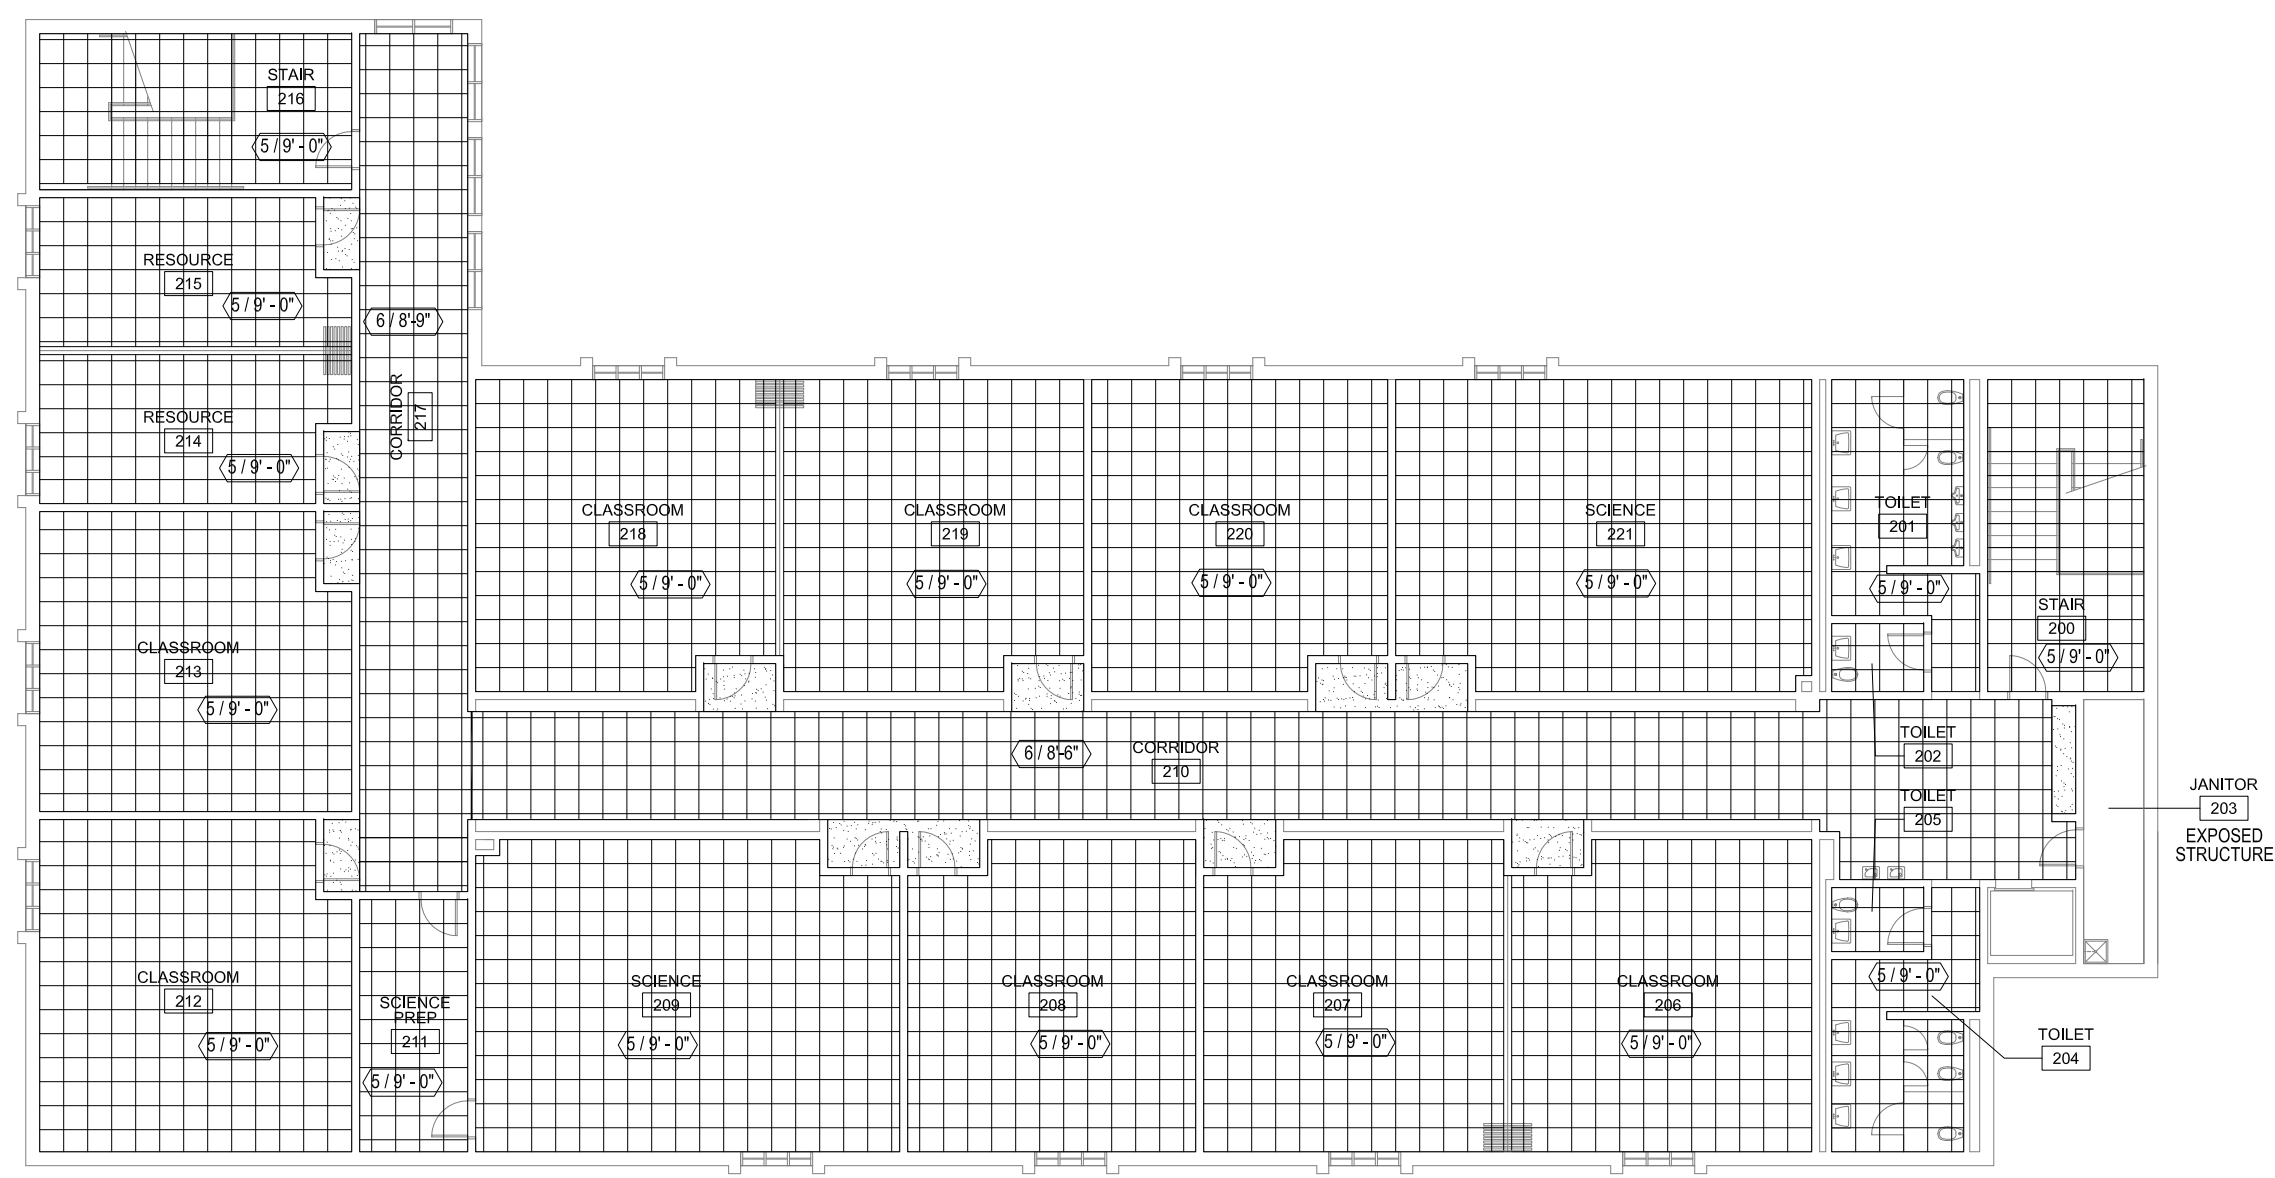 STAIR
216
5 / 9' - 0"
RESOURCE
215
5 / 9' - 0"
6 / 8'-9"
CORRIDOR
217
RESOURCE
214
5 / 9' - 0"
CLASSROOM
218
5 / 9' - 0"
CLASSROOM
219
5 / 9' - 0"
CLASSROOM
220
5 / 9' - 0"
SCIENCE
221
5 / 9' - 0"
TOILET
201
5 / 9' - 0"
STAIR
200
5 / 9' - 0"
CLASSROOM
213
5 / 9' - 0"
6 / 8'-6"
CORRIDOR
210
TOILET
202
TOILET
205
JANITOR
203
EXPOSED
STRUCTURE
CLASSROOM
212
5 / 9' - 0"
SCIENCE
PREP
211
5 / 9' - 0"
SCIENCE
209
5 / 9' - 0"
CLASSROOM
208
5 / 9' - 0"
CLASSROOM
207
5 / 9' - 0"
CLASSROOM
206
5 / 9' - 0"
5 / 9' - 0"
TOILET
204